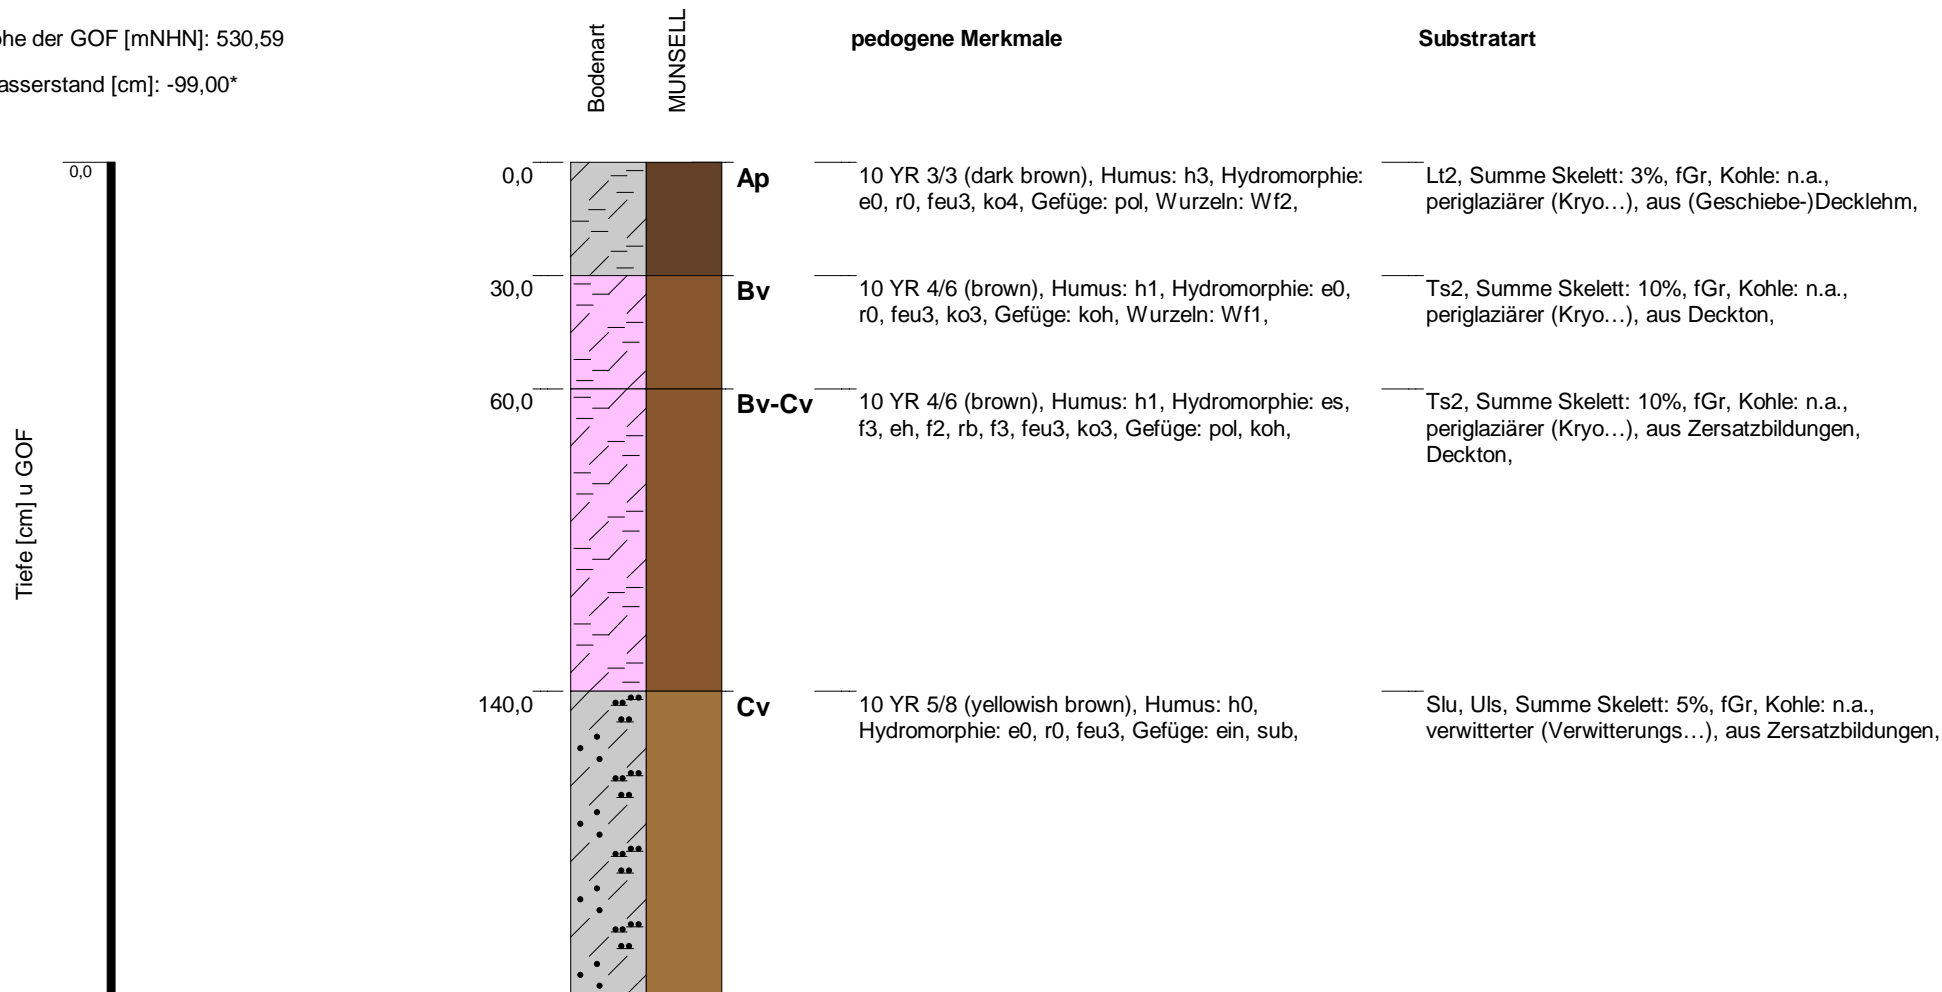 ohe der GOF [mNHN]: 530,59
asserstand [cm]: -99,00*
Bodenart
MUNSELL
pedogene Merkmale
Substratart
Tiefe [cm] u GOF
0,0
0,0
Ap
10 YR 3/3 (dark brown), Humus: h3, Hydromorphie:
e0, r0, feu3, ko4, Gefüge: pol, Wurzeln: Wf2,
Lt2, Summe Skelett: 3%, fGr, Kohle: n.a.,
periglaziärer (Kryo…), aus (Geschiebe-)Decklehm,
30,0
Bv
10 YR 4/6 (brown), Humus: h1, Hydromorphie: e0,
r0, feu3, ko3, Gefüge: koh, Wurzeln: Wf1,
Ts2, Summe Skelett: 10%, fGr, Kohle: n.a.,
periglaziärer (Kryo…), aus Deckton,
60,0
Bv-Cv
10 YR 4/6 (brown), Humus: h1, Hydromorphie: es,
f3, eh, f2, rb, f3, feu3, ko3, Gefüge: pol, koh,
Ts2, Summe Skelett: 10%, fGr, Kohle: n.a.,
periglaziärer (Kryo…), aus Zersatzbildungen,
Deckton,
140,0
Cv
10 YR 5/8 (yellowish brown), Humus: h0,
Hydromorphie: e0, r0, feu3, Gefüge: ein, sub,
Slu, Uls, Summe Skelett: 5%, fGr, Kohle: n.a.,
verwitterter (Verwitterungs…), aus Zersatzbildungen,